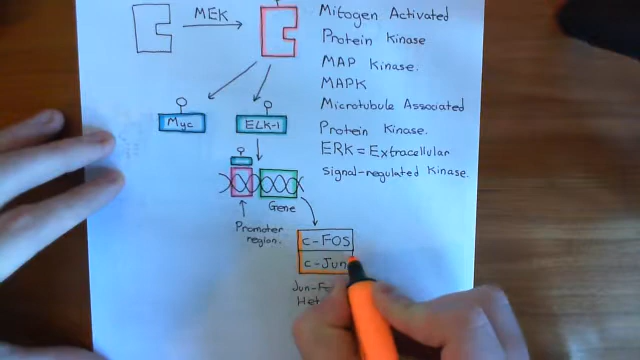 MEK
Mitogen Activated
Protein Kinase
MAP Kinase.
MAPK
Microtubule Associated
Protein Kinase.
ERK = Extracellular
signal-regulated Kinase.
Myc
ELK-1
Gene
Promoter
region.
c-FOS
c-Jun
Jun-F
Het